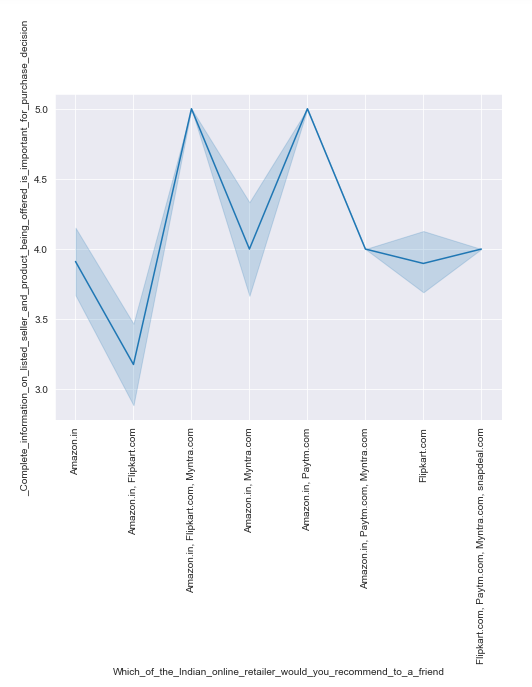 _Complete_information_on_listed_seller_and_product_being_offered_is_important_for_purchase_decision
5.0
4.5
4.0
3.5
3.0
Amazon.in
Amazon.in, Flipkart.com
Amazon.in, Flipkart.com, Myntra.com
Amazon.in, Myntra.com
Amazon.in, Paytm.com
Amazon.in, Paytm.com, Myntra.com
Flipkart.com
Flipkart.com, Paytm.com, Myntra.com, snapdeal.com
Which_of_the_Indian_online_retailer_would_you_recommend_to_a_friend